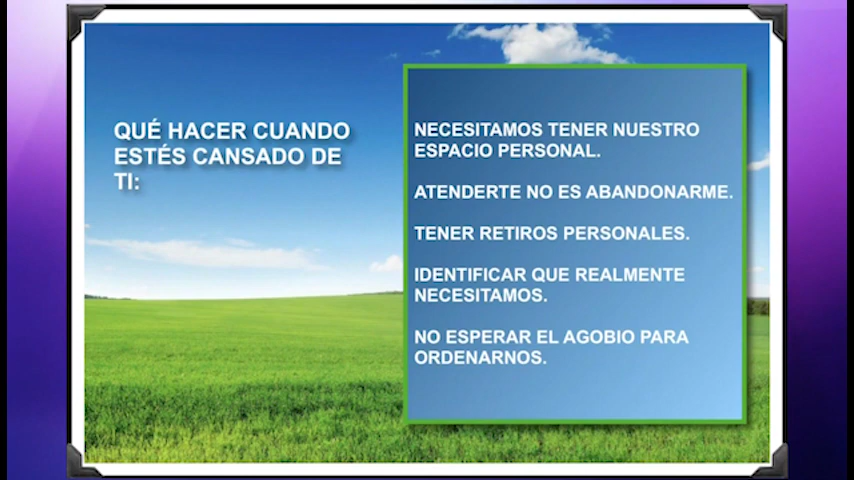 QUÉ HACER CUANDO
ESTÉS CANSADO DE
TI:
NECESITAMOS TENER NUESTRO
ESPACIO PERSONAL.
ATENDERTE NO ES ABANDONARME.
TENER RETIROS PERSONALES.
IDENTIFICAR QUE REALMENTE
NECESITAMOS.
NO ESPERAR EL AGOBIO PARA
ORDENARNOS.